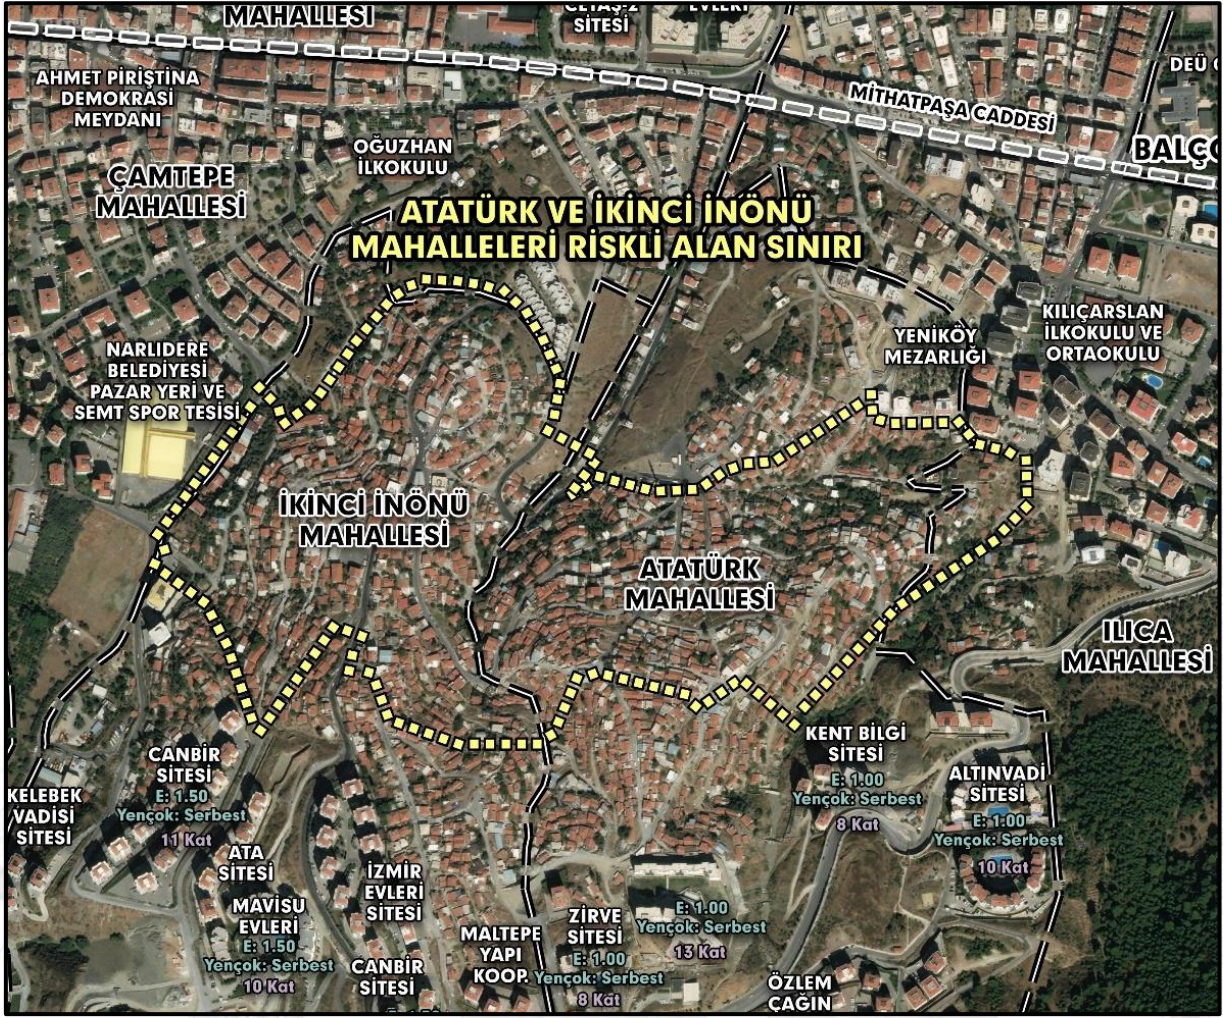 MAHALLESİ
SİTESİ
EVLERİ
AHMET PİRİŞTİNA
DEMOKRASİ
MEYDANI
MİTHATPAŞA CADDESİ
DEÜ
BALÇO
OĞUZHAN
İLKOKULU
ÇAMTEPE
MAHALLESİ
ATATÜRK VE İKİNCİ İNÖNÜ
MAHALLELERİ RİSKLİ ALAN SINIRI
NARLIDERE
BELEDİYESİ
PAZAR YERİ VE
SEMT SPOR TESİSİ
YENİKÖY
MEZARLIĞI
KILIÇARSLAN
İLKOKULU VE
ORTAOKULU
İKİNCİ İNÖNÜ
MAHALLESİ
ATATÜRK
MAHALLESİ
ILICA
MAHALLESİ
KENT BİLGİ
SİTESİ
E: 1.00
Yençok: Serbest
8 Kat
ALTINVADİ
SİTESİ
E: 1.00
Yençok: Serbest
10 Kat
CANBİR
SİTESİ
E: 1.50
Yençok: Serbest
11 Kat
KELEBEK
VADİSİ
SİTESİ
ATA
SİTESİ
İZMİR
EVLERİ
SİTESİ
MAVİSU
EVLERİ
E: 1.50
Yençok: Serbest
10 Kat
CANBİR
SİTESİ
MALTEPE
YAPI
KOOP.
ZİRVE
SİTESİ
E: 1.00
Yençok: Serbest
8 Kat
E: 1.00
Yençok: Serbest
13 Kat
ÖZLEM
ÇAĞIN